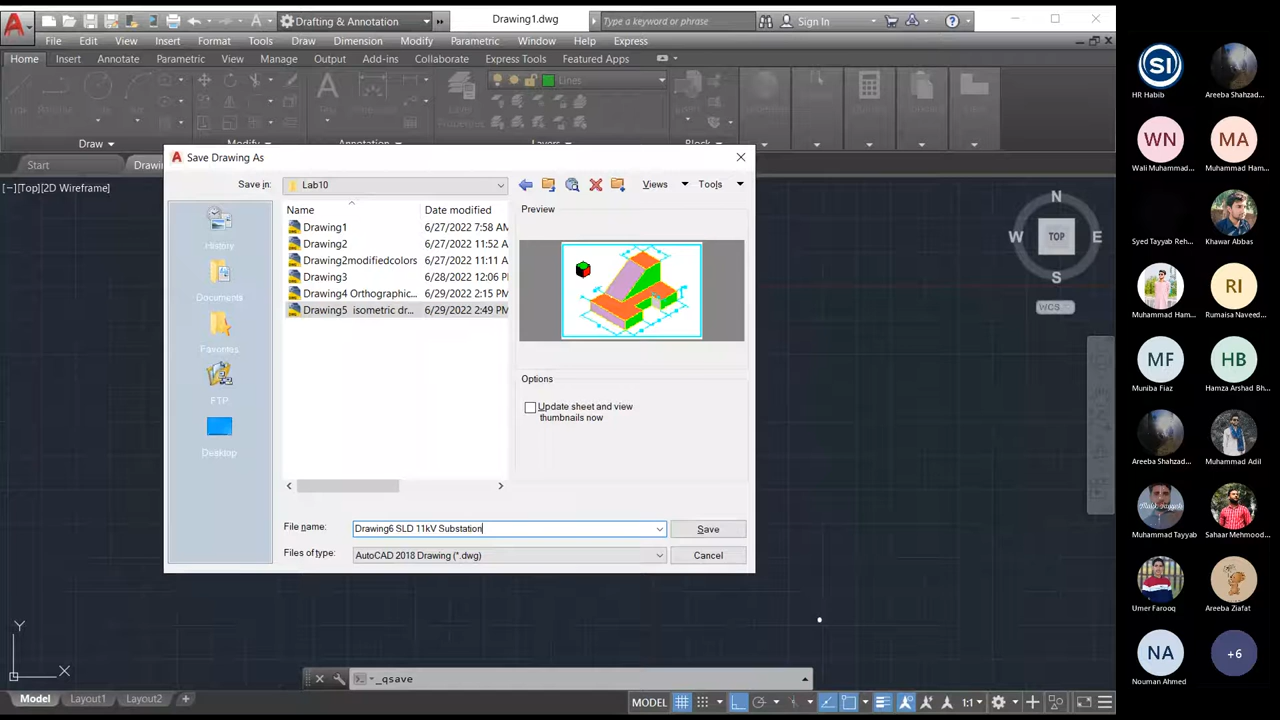 Drafting & Annotation
Drawing1.dwg
Type a keyword or phrase
Sign In
File Edit View Insert Format Tools Draw Dimension Modify Parametric Window Help Express
Home Insert Annotate Parametric View Manage Output Add-ins Collaborate Express Tools Featured Apps
Lines
Draw
Modify
Annotation
Layers
Block
Start
Drawin
[−][Top][2D Wireframe]
Save Drawing As
Save in:
Lab10
Views
Tools
Name
Date modified
Preview
Drawing1 6/27/2022 7:58 AM
Drawing2 6/27/2022 11:52 A
Drawing2modifiedcolors 6/27/2022 11:11 A
Drawing3 6/28/2022 12:06 P
Drawing4 Orthographic... 6/29/2022 2:15 PM
Drawing5 isometric dr... 6/29/2022 2:49 PM
History
Documents
Favorites
FTP
Desktop
Options
Update sheet and view
thumbnails now
File name:
Drawing6 SLD 11kV Substation
Save
Files of type:
AutoCAD 2018 Drawing (*.dwg)
Cancel
N
W
TOP
E
S
WCS
Y
X
_qsave
Model Layout1 Layout2
MODEL
1:1
SI
HR Habib
Areeba Shahzad...
WN
Wali Muhammad...
MA
Muhammad Ham...
Syed Tayyab Reh...
Khawar Abbas
Muhammad Ham...
RI
Rumaisa Naveed...
MF
Muniba Fiaz
HB
Hamza Arshad Bh...
Areeba Shahzad...
Muhammad Adil
Muhammad Tayyab
Sahaar Mehmood...
Umer Farooq
Areeba Ziafat
NA
Nouman Ahmed
+6